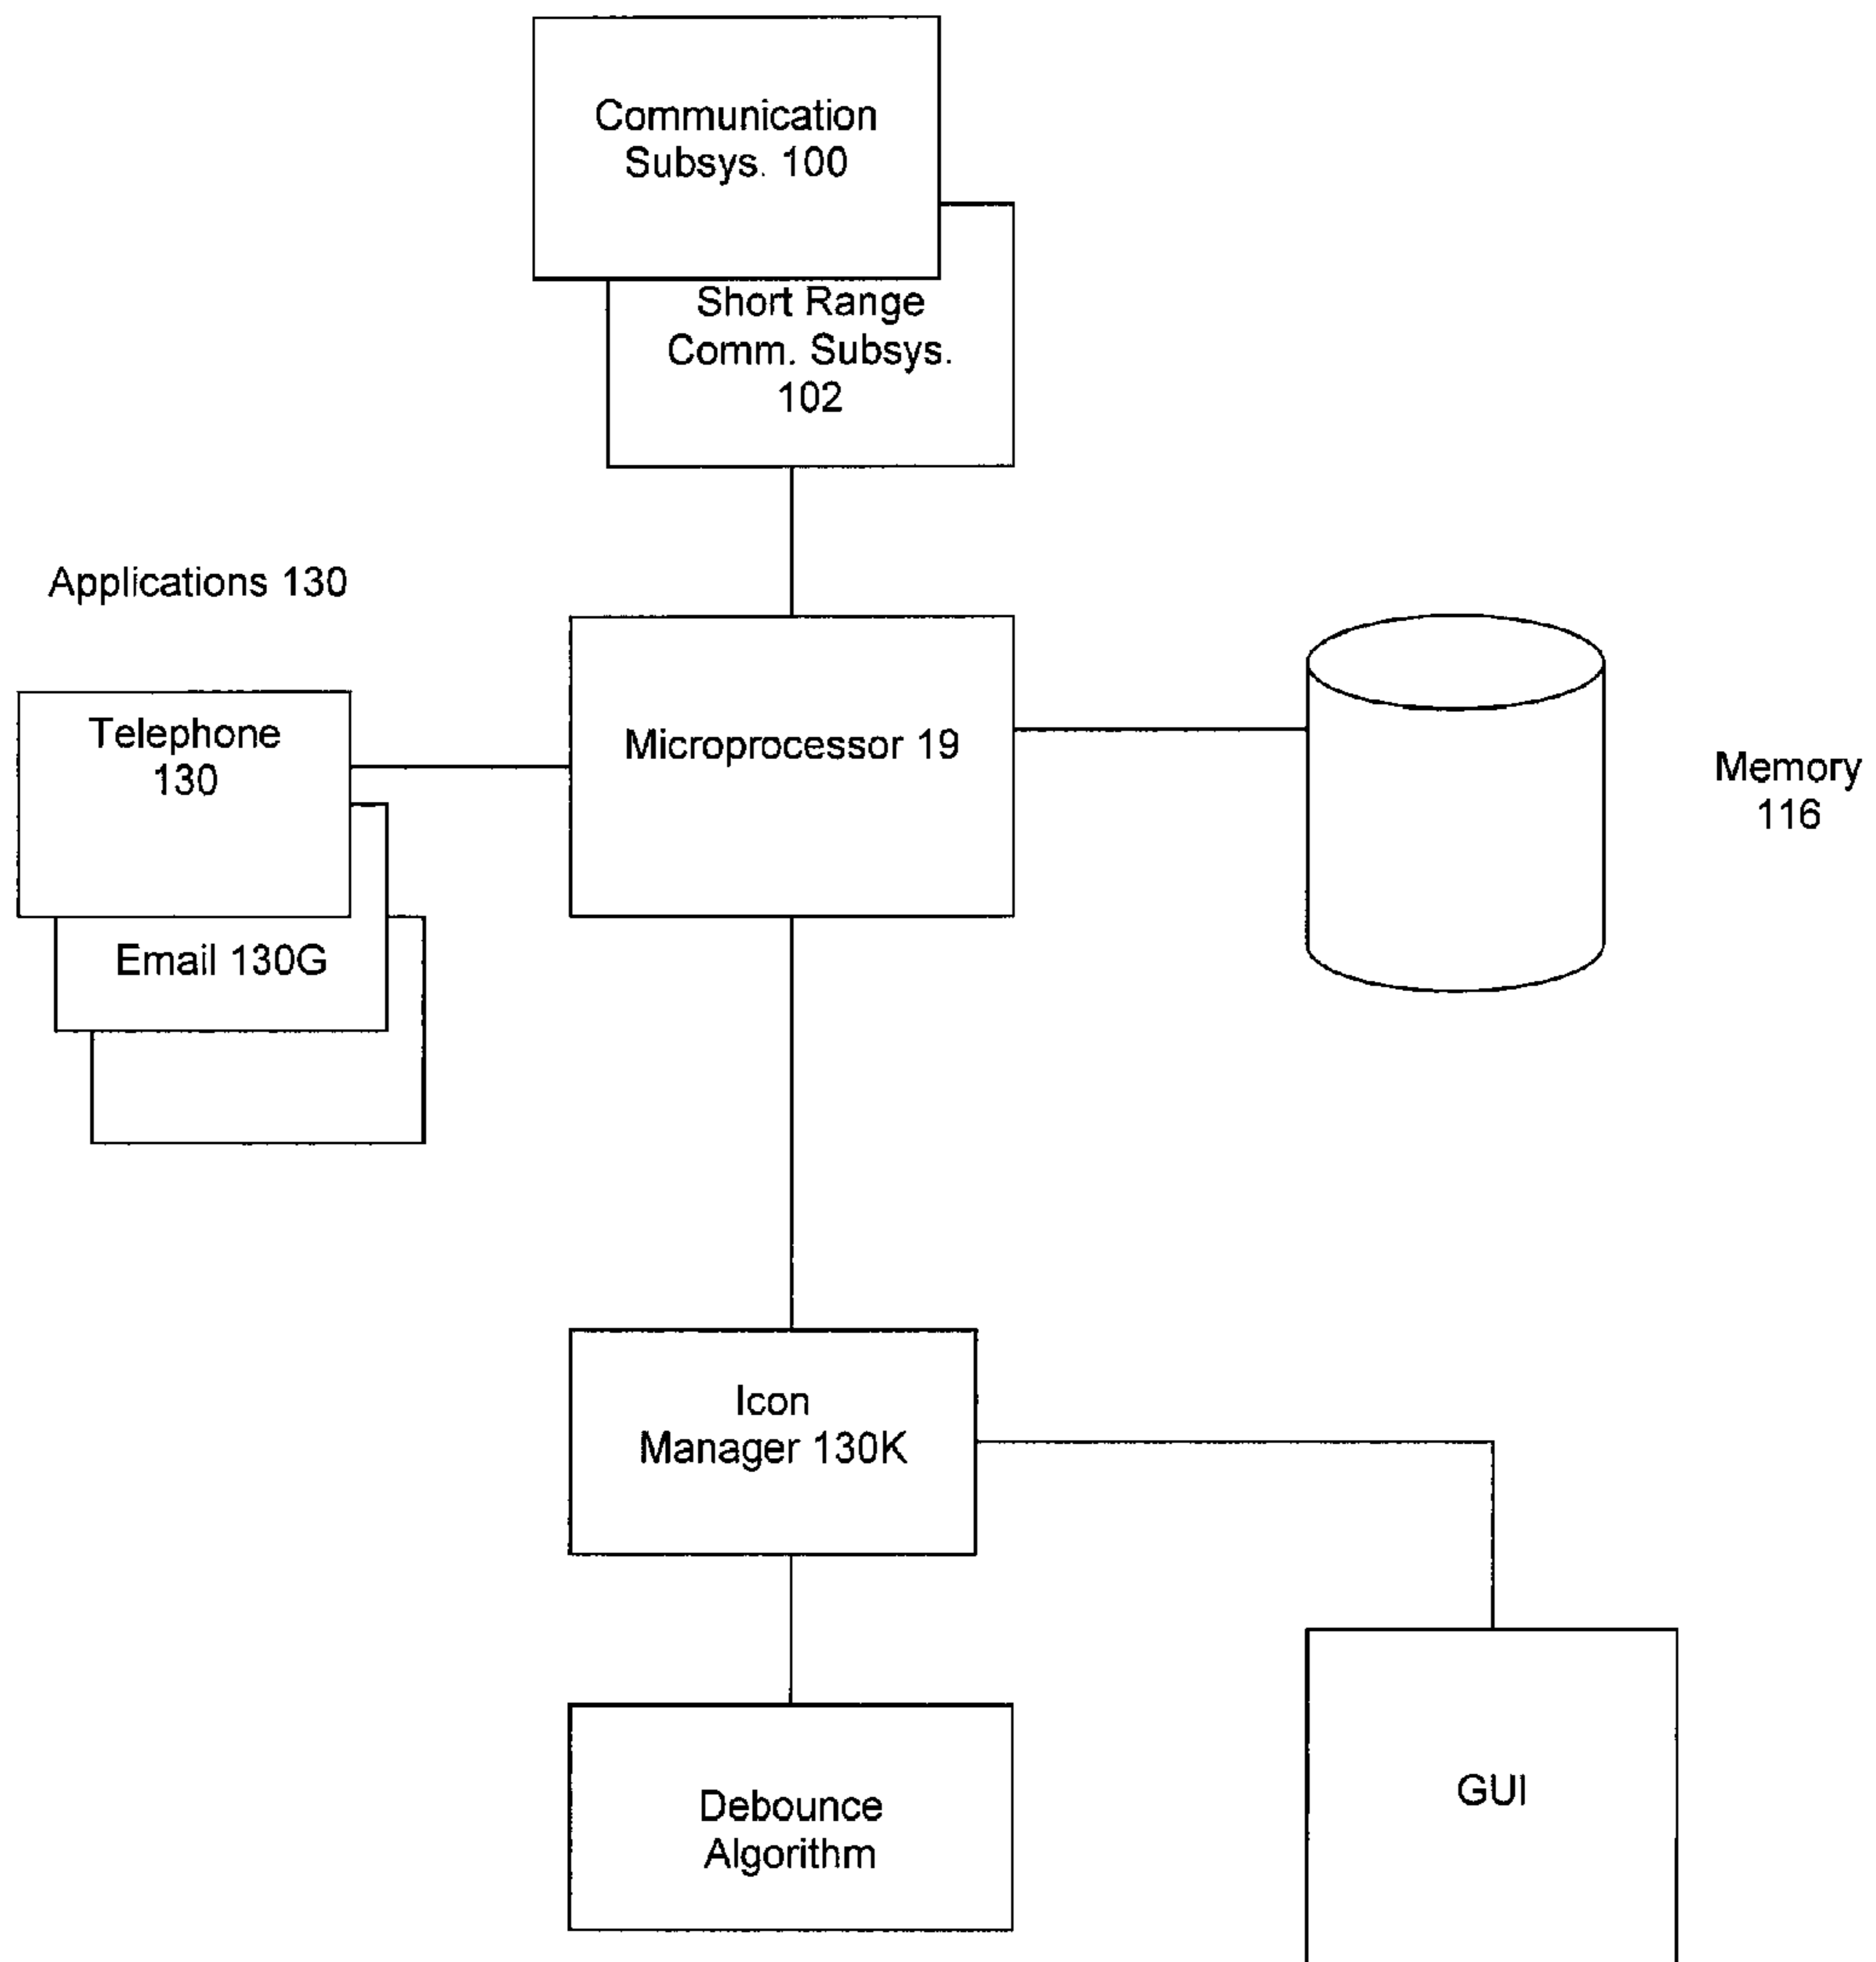 Communication
Subsys. 100
Short Range
Comm. Subsys.
102
Applications 130
Telephone
130
Microprocessor 19
Memory
116
Email 130G
Icon
Manager 130K
Debounce
Algorithm
GUI